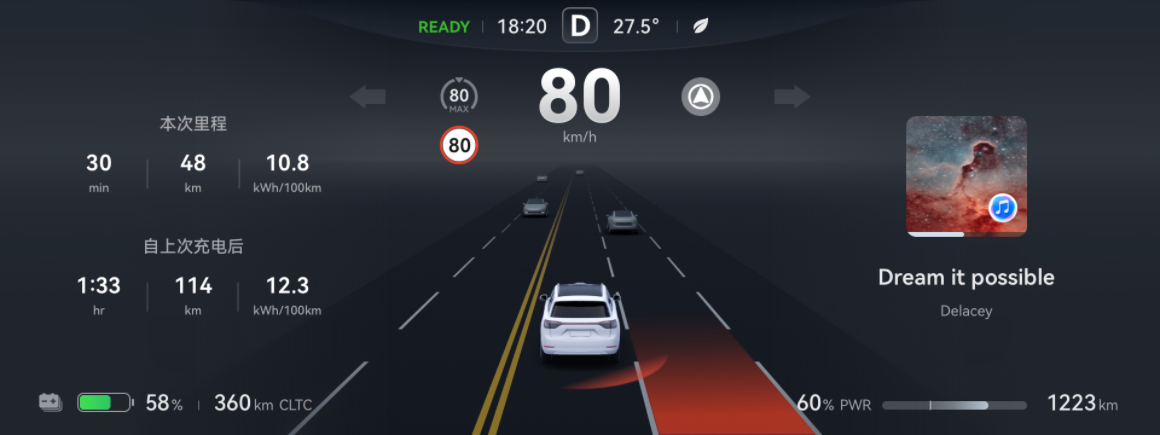 READY 18:20 D 27.5°
80 MAX
80 km/h
80
本次里程
30 min 48 km 10.8 kWh/100km
自上次充电后
1:33 hr 114 km 12.3 kWh/100km
Dream it possible
Delacey
58% 360 km CLTC
60% PWR 1223 km